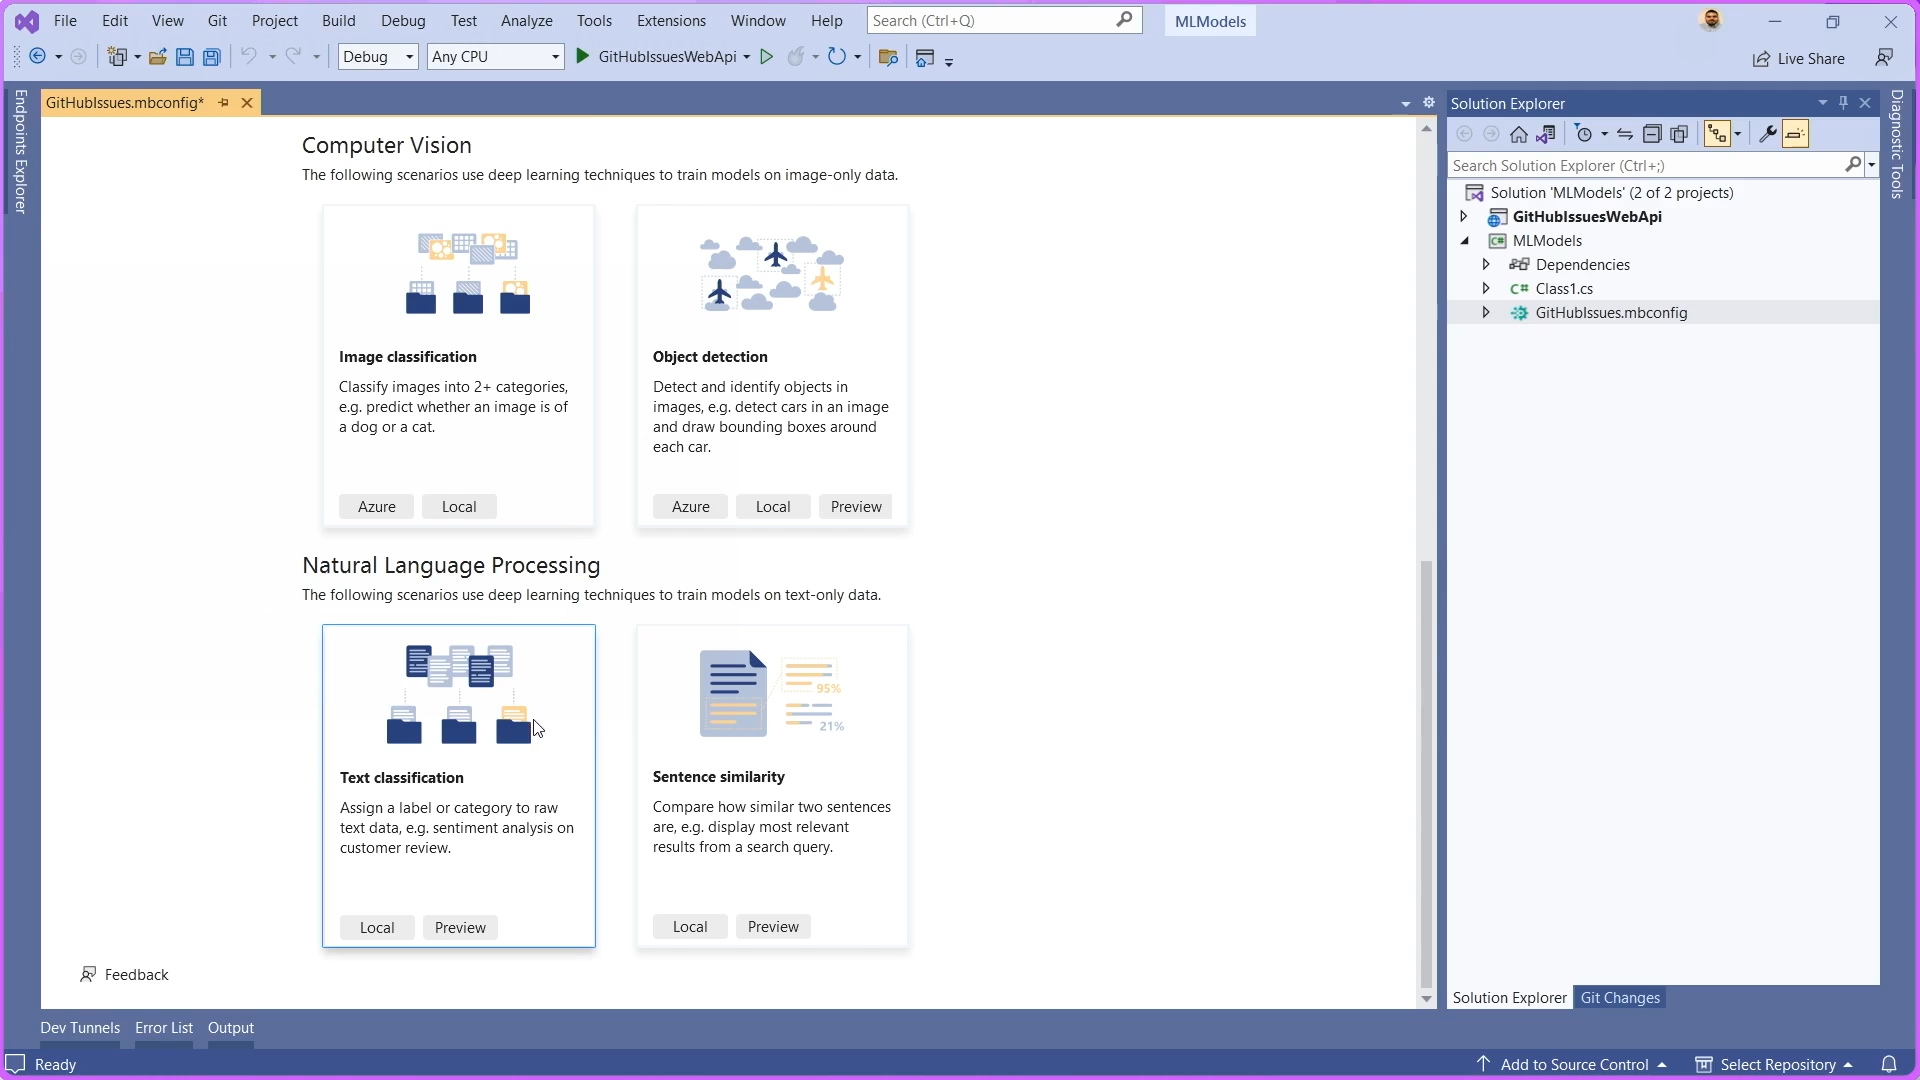 File Edit View Git Project Build Debug Test Analyze Tools Extensions Window Help Search (Ctrl+Q) MLModels
Debug Any CPU GitHubIssuesWebApi Live Share
Endpoints Explorer
GitHubIssues.mbconfig*
Computer Vision
The following scenarios use deep learning techniques to train models on image-only data.
Image classification
Classify images into 2+ categories,
e.g. predict whether an image is of
a dog or a cat.
Azure Local
Object detection
Detect and identify objects in
images, e.g. detect cars in an image
and draw bounding boxes around
each car.
Azure Local Preview
Natural Language Processing
The following scenarios use deep learning techniques to train models on text-only data.
Text classification
Assign a label or category to raw
text data, e.g. sentiment analysis on
customer review.
Local Preview
95%
21%
Sentence similarity
Compare how similar two sentences
are, e.g. display most relevant
results from a search query.
Local Preview
Feedback
Solution Explorer
Search Solution Explorer (Ctrl+;)
Solution 'MLModels' (2 of 2 projects)
GitHubIssuesWebApi
C# MLModels
Dependencies
C# Class1.cs
GitHubIssues.mbconfig
Solution Explorer Git Changes
Diagnostic Tools
Dev Tunnels Error List Output
Ready Add to Source Control Select Repository